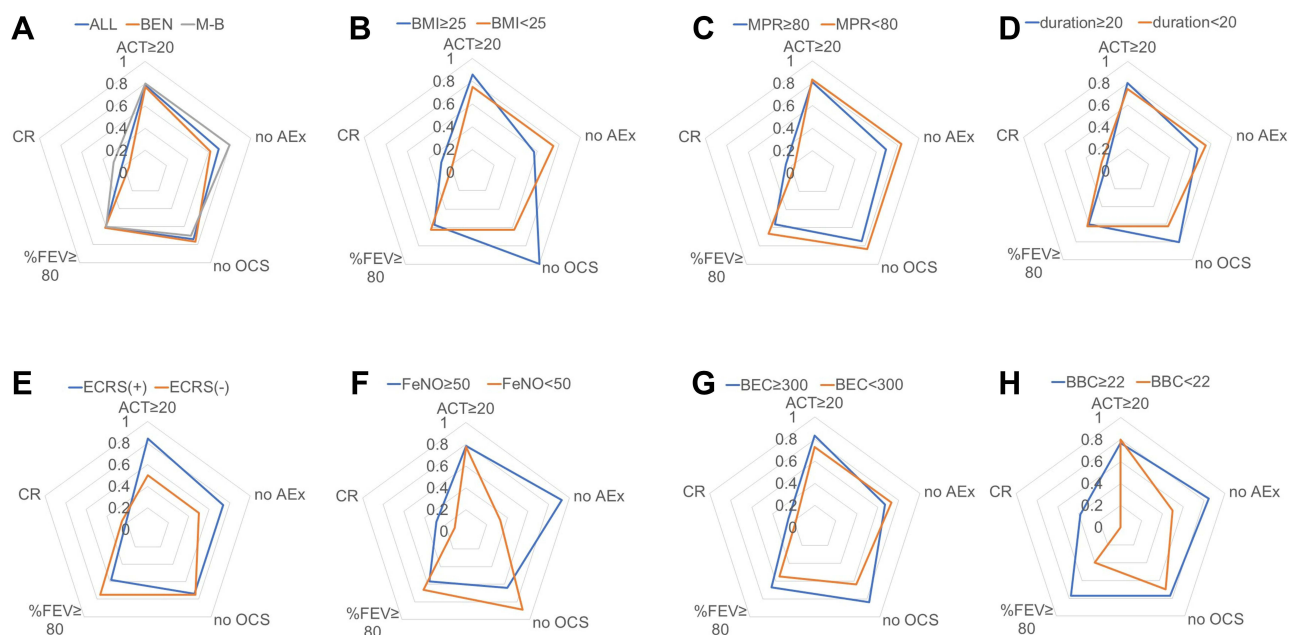 A
ALL BEN M-B
ACT≥20
1
0.8
0.6
0.4
0.2
0
CR
no AEx
%FEV≥
80
no OCS
B
BMI≥25 BMI<25
ACT≥20
1
0.8
0.6
0.4
0.2
0
CR
no AEx
%FEV≥
80
no OCS
C
MPR≥80 MPR<80
ACT≥20
1
0.8
0.6
0.4
0.2
0
CR
no AEx
%FEV≥
80
no OCS
D
duration≥20 duration<20
ACT≥20
1
0.8
0.6
0.4
0.2
0
CR
no AEx
%FEV≥
80
no OCS
E
ECRS(+) ECRS(-)
ACT≥20
1
0.8
0.6
0.4
0.2
0
CR
no AEx
%FEV≥
80
no OCS
F
FeNO≥50 FeNO<50
ACT≥20
1
0.8
0.6
0.4
0.2
0
CR
no AEx
%FEV≥
80
no OCS
G
BEC≥300 BEC<300
ACT≥20
1
0.8
0.6
0.4
0.2
0
CR
no AEx
%FEV≥
80
no OCS
H
BBC≥22 BBC<22
ACT≥20
1
0.8
0.6
0.4
0.2
0
CR
no AEx
%FEV≥
80
no OCS